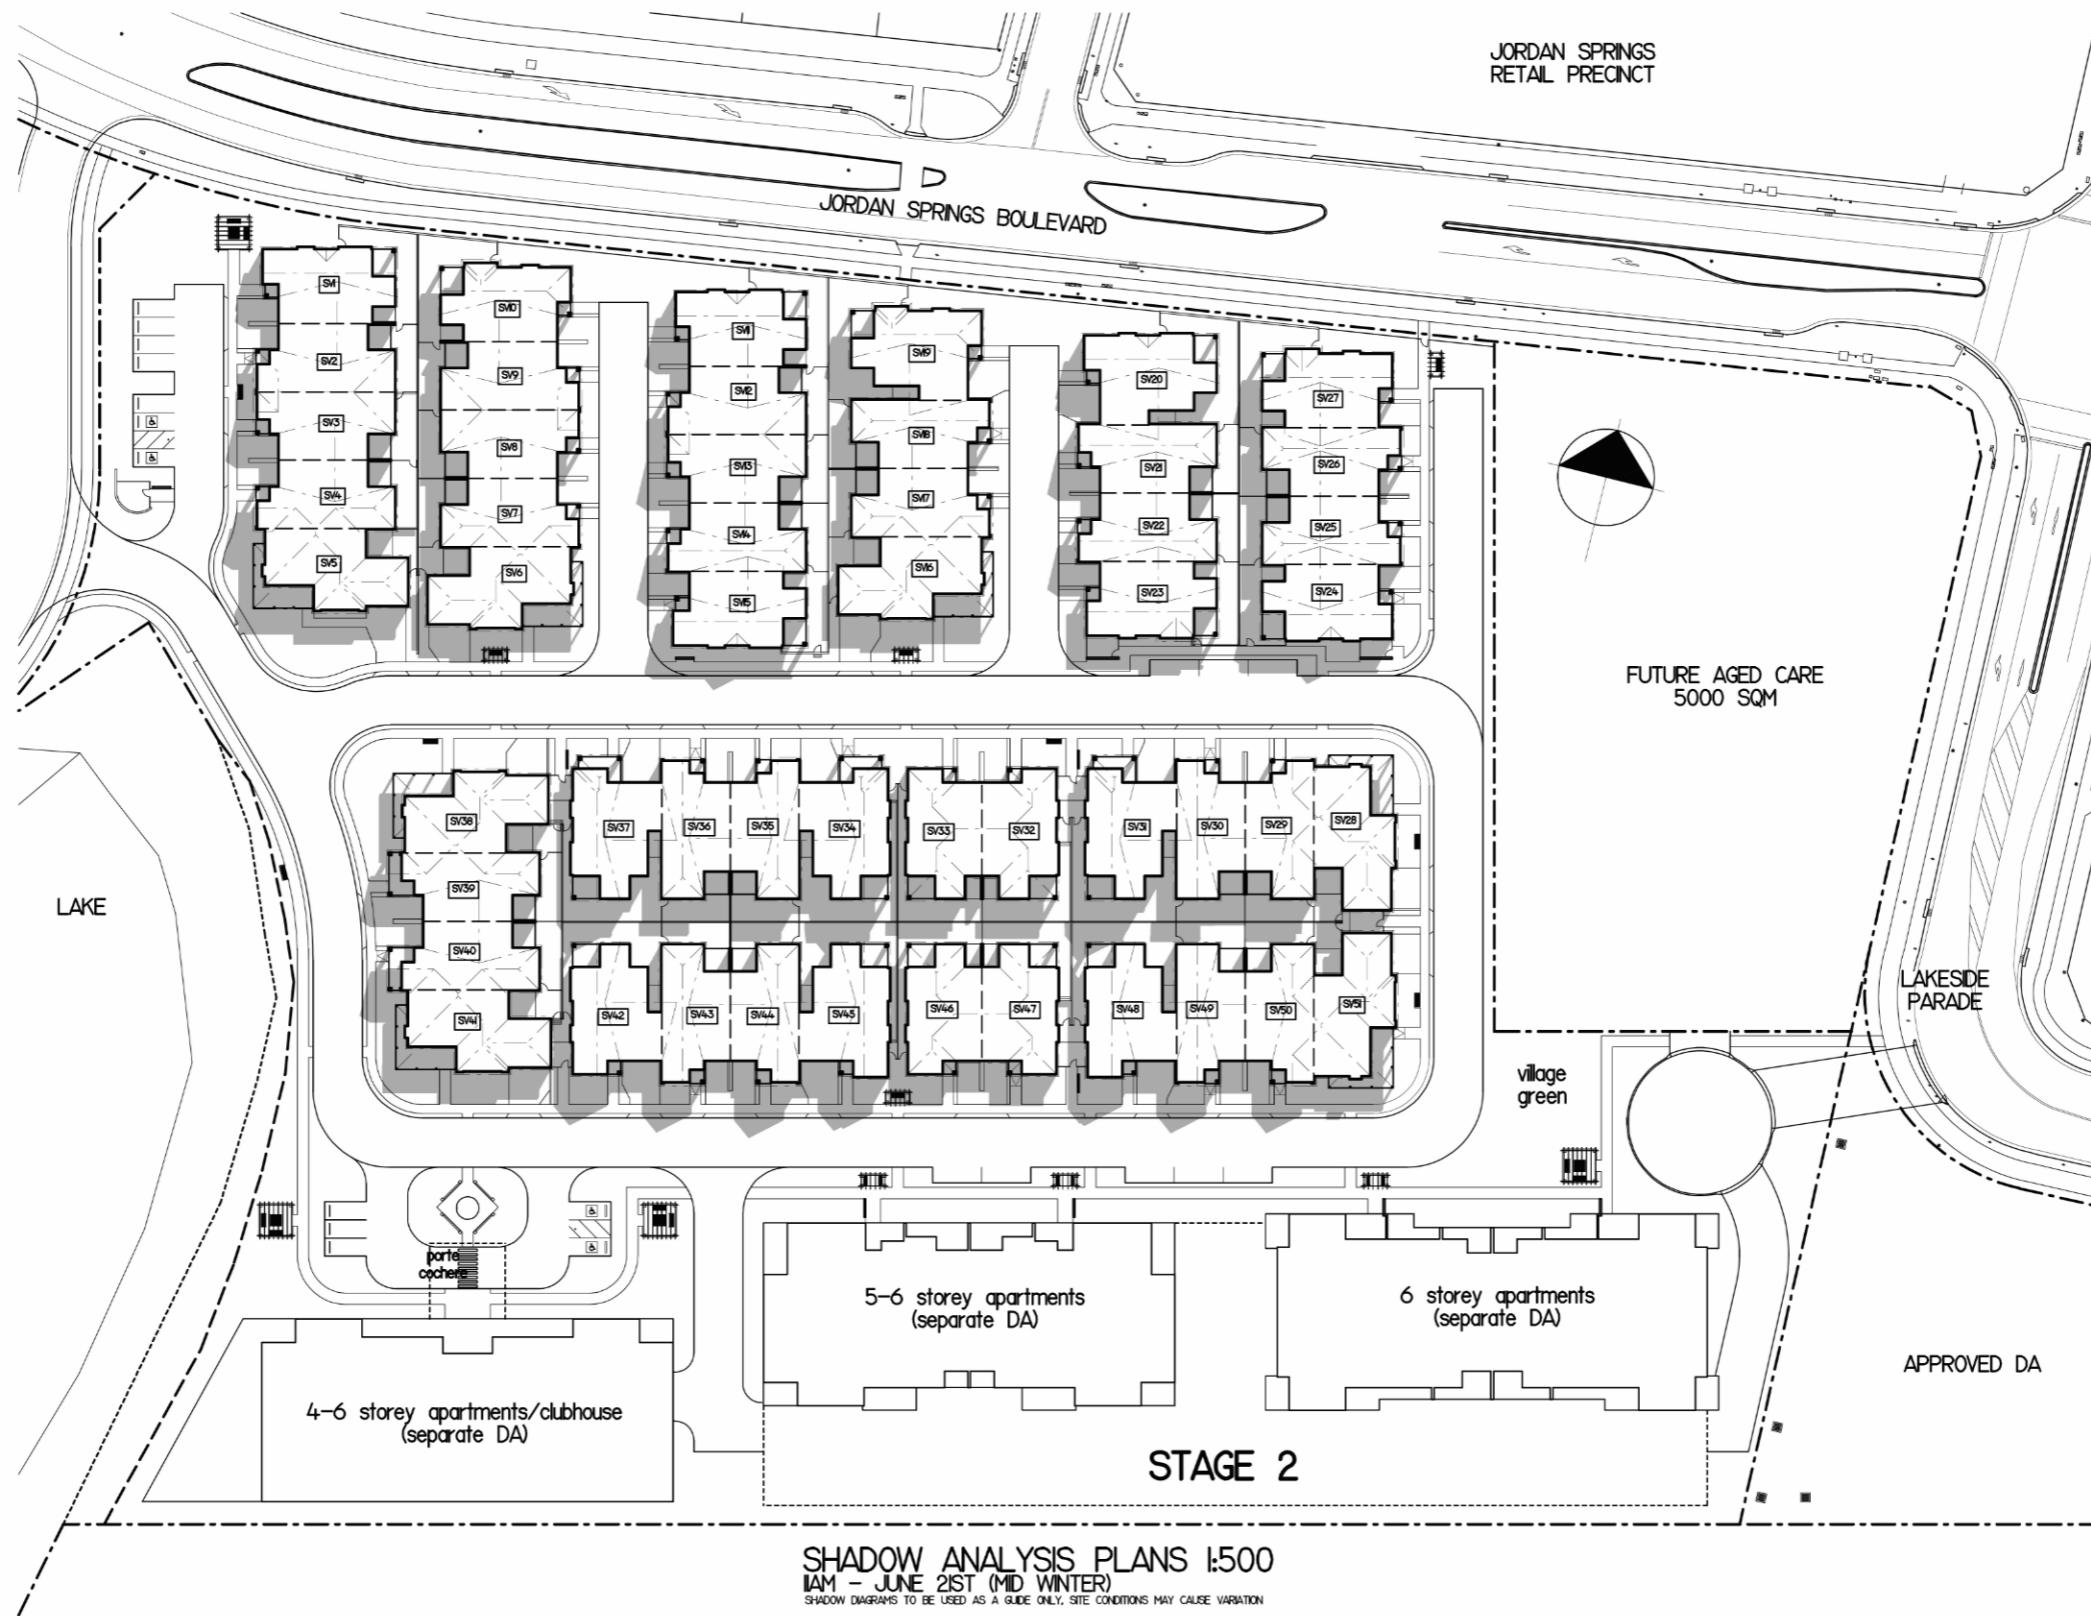 JORDAN SPRINGS
RETAIL PRECINCT
JORDAN SPRINGS BOULEVARD
SV1
SV10
SV11
SV19
SV20
SV27
SV2
SV9
SV12
SV18
SV21
SV26
SV3
SV8
SV13
SV17
SV22
SV25
SV4
SV7
SV14
SV16
SV23
SV24
SV5
SV6
SV15
FUTURE AGED CARE
5000 SQM
SV38
SV37
SV36
SV35
SV34
SV33
SV32
SV31
SV30
SV29
SV28
SV39
LAKE
SV40
SV41
SV42
SV43
SV44
SV45
SV46
SV47
SV48
SV49
SV50
SV51
LAKESIDE
PARADE
village
green
porte
cochere
5-6 storey apartments
(separate DA)
6 storey apartments
(separate DA)
APPROVED DA
4-6 storey apartments/clubhouse
(separate DA)
STAGE 2
SHADOW ANALYSIS PLANS 1:500
11AM - JUNE 21ST (MID WINTER)
SHADOW DIAGRAMS TO BE USED AS A GUIDE ONLY, SITE CONDITIONS MAY CAUSE VARIATION